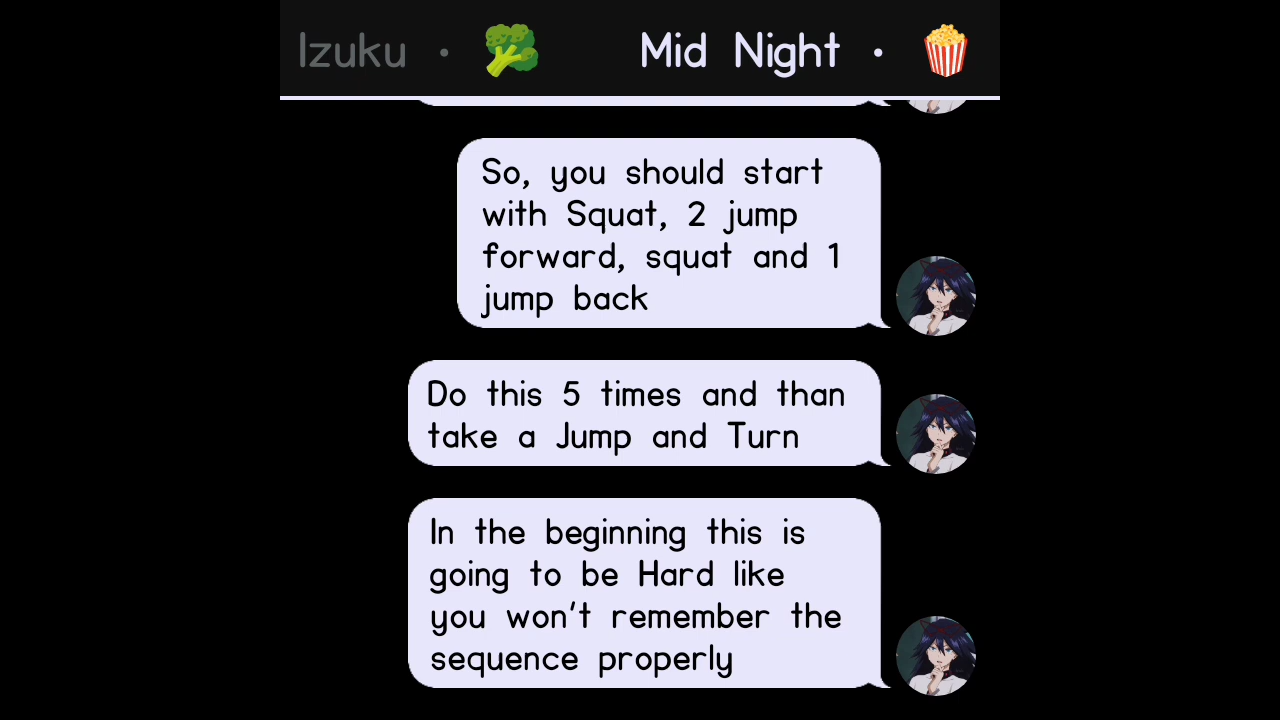 Izuku • Mid Night •
So, you should start
with Squat, 2 jump
forward, squat and 1
jump back
Do this 5 times and than
take a Jump and Turn
In the beginning this is
going to be Hard like
you won't remember the
sequence properly